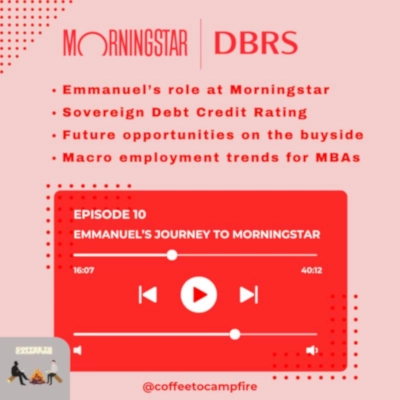 MORNINGSTAR | DBRS
• Emmanuel's role at Morningstar
• Sovereign Debt Credit Rating
• Future opportunities on the buyside
• Macro employment trends for MBAs
EPISODE 10
EMMANUEL'S JOURNEY TO MORNINGSTAR
16:07 40:12
@coffeetocampfire